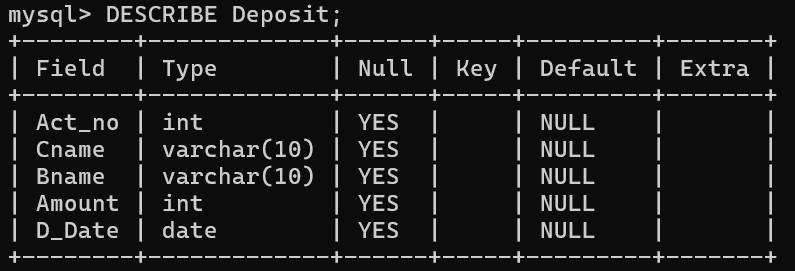 mysql> DESCRIBE Deposit;
+--------+-------------+------+-----+---------+-------+
| Field  | Type        | Null | Key | Default | Extra |
+--------+-------------+------+-----+---------+-------+
| Act_no | int         | YES  |     | NULL    |       |
| Cname  | varchar(10) | YES  |     | NULL    |       |
| Bname  | varchar(10) | YES  |     | NULL    |       |
| Amount | int         | YES  |     | NULL    |       |
| D_Date | date        | YES  |     | NULL    |       |
+--------+-------------+------+-----+---------+-------+